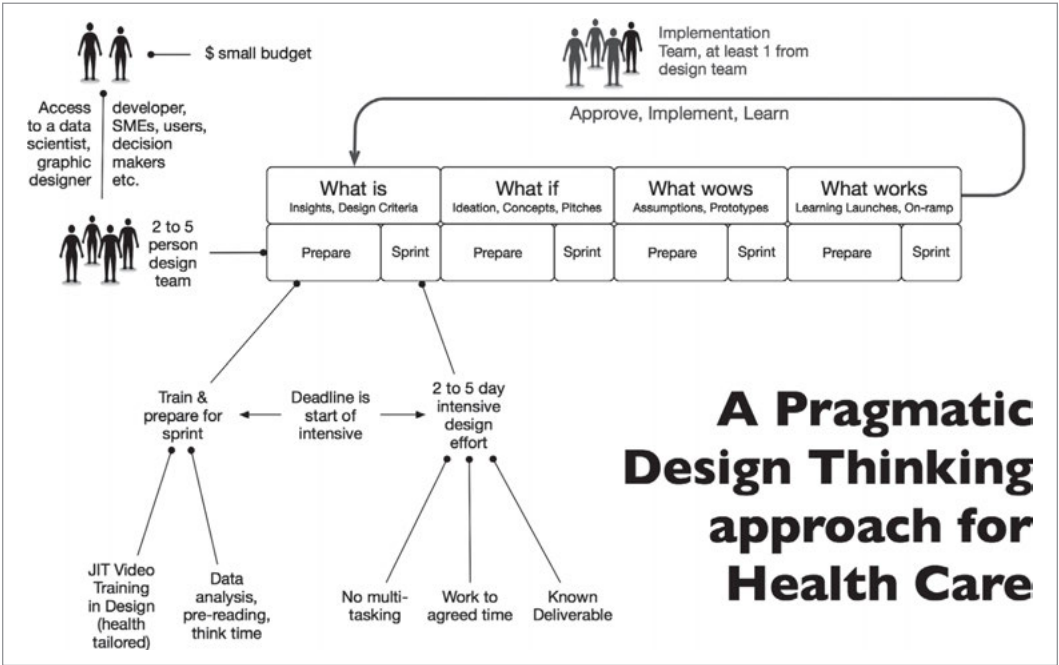 $ small budget
Access
to a data
scientist,
graphic
designer
developer,
SMEs, users,
decision
makers
etc.
2 to 5
person
design
team
Implementation
Team, at least 1 from
design team
Approve, Implement, Learn
What is
Insights, Design Criteria
What if
Ideation, Concepts, Pitches
What wows
Assumptions, Prototypes
What works
Learning Launches, On-ramp
Prepare
Sprint
Prepare
Sprint
Prepare
Sprint
Prepare
Sprint
Train &
prepare for
sprint
Deadline is
start of
intensive
2 to 5 day
intensive
design
effort
JIT Video
Training
in Design
(health
tailored)
Data
analysis,
pre-reading,
think time
No multi-
tasking
Work to
agreed time
Known
Deliverable
A Pragmatic
Design Thinking
approach for
Health Care